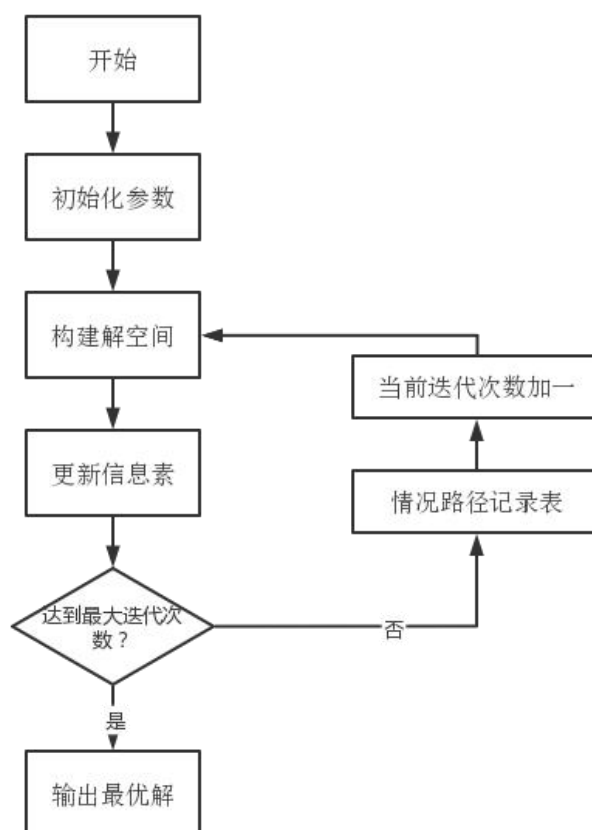 开始
初始化参数
构建解空间
当前迭代次数加一
更新信息素
情况路径记录表
达到最大迭代次
数？
否
是
输出最优解